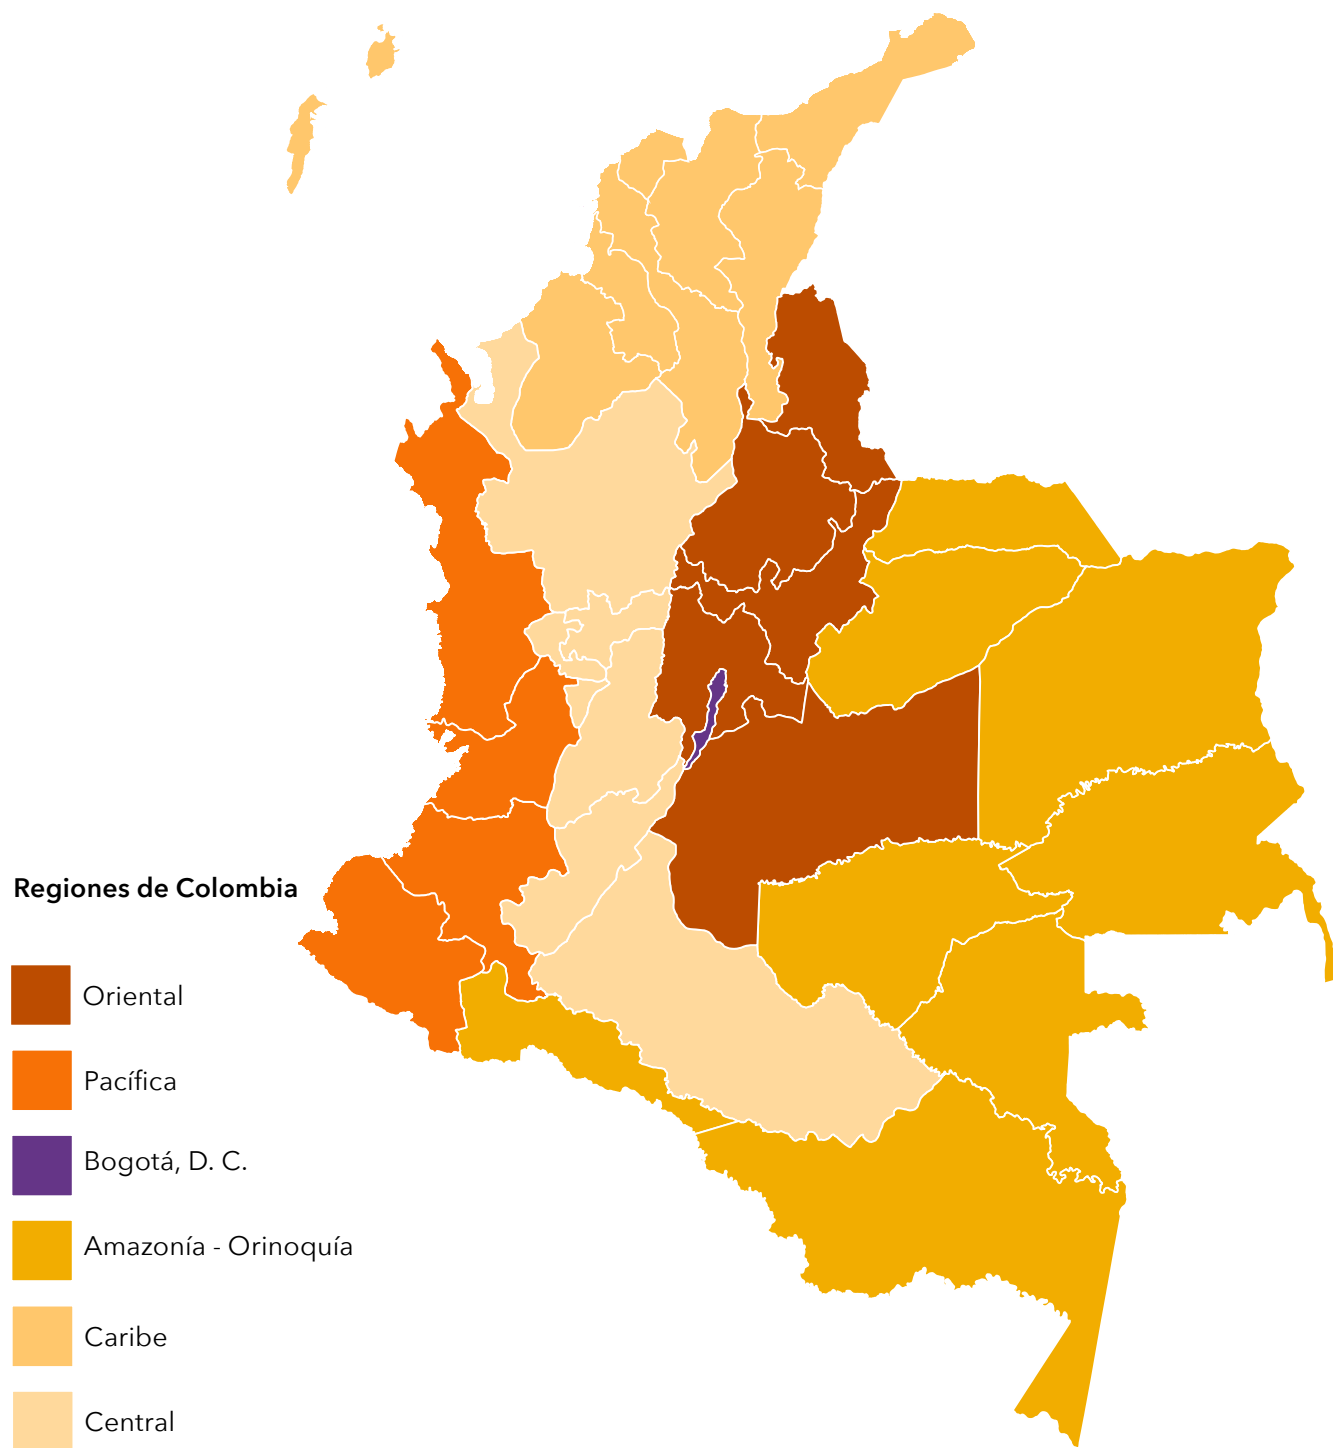 Regiones de Colombia
Oriental
Pacífica
Bogotá, D. C.
Amazonía - Orinoquía
Caribe
Central